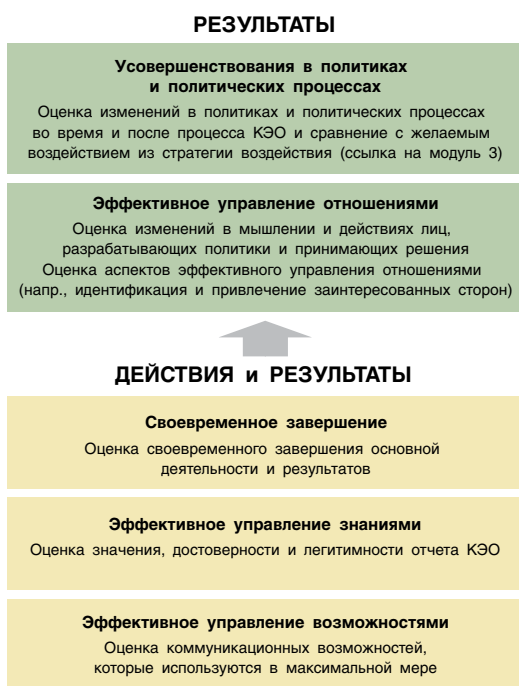 РЕЗУЛЬТАТЫ
Усовершенствования в политиках
и политических процессах
Оценка изменений в политиках и политических процессах
во время и после процесса КЭО и сравнение с желаемым
воздействием из стратегии воздействия (ссылка на модуль 3)
Эффективное управление отношениями
Оценка изменений в мышлении и действиях лиц,
разрабатывающих политики и принимающих решения
Оценка аспектов эффективного управления отношениями
(напр., идентификация и привлечение заинтересованных сторон)
ДЕЙСТВИЯ и РЕЗУЛЬТАТЫ
Своевременное завершение
Оценка своевременного завершения основной
деятельности и результатов
Эффективное управление знаниями
Оценка значения, достоверности и легитимности отчета КЭО
Эффективное управление возможностями
Оценка коммуникационных возможностей,
которые используются в максимальной мере